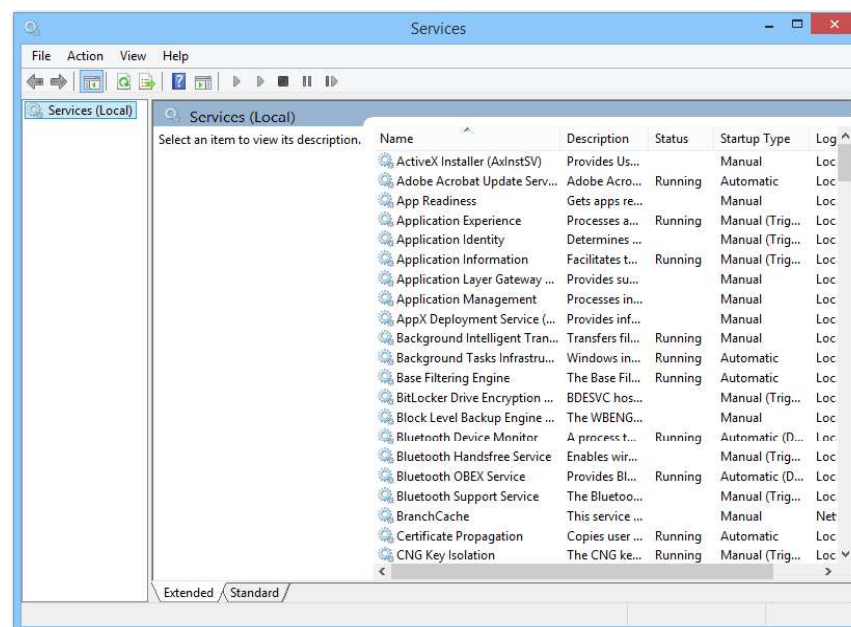 Services
File Action View Help
Services (Local)
Services (Local)
Select an item to view its description.
Name Description Status Startup Type Log
ActiveX Installer (AxInstSV) Provides Us... Manual Loc
Adobe Acrobat Update Serv... Adobe Acro... Running Automatic Loc
App Readiness Gets apps re... Manual Loc
Application Experience Processes a... Running Manual (Trig... Loc
Application Identity Determines ... Manual (Trig... Loc
Application Information Facilitates t... Running Manual (Trig... Loc
Application Layer Gateway ... Provides su... Manual Loc
Application Management Processes in... Manual Loc
AppX Deployment Service (... Provides inf... Manual Loc
Background Intelligent Tran... Transfers fil... Running Manual Loc
Background Tasks Infrastru... Windows in... Running Automatic Loc
Base Filtering Engine The Base Fil... Running Automatic Loc
BitLocker Drive Encryption ... BDESVC hos... Manual (Trig... Loc
Block Level Backup Engine ... The WBENG... Manual Loc
Bluetooth Device Monitor A process t... Running Automatic (D... Loc
Bluetooth Handsfree Service Enables wir... Manual (Trig... Loc
Bluetooth OBEX Service Provides Bl... Running Automatic (D... Loc
Bluetooth Support Service The Bluetoo... Manual (Trig... Loc
BranchCache This service ... Manual Net
Certificate Propagation Copies user ... Running Automatic Loc
CNG Key Isolation The CNG ke... Running Manual (Trig... Loc
Extended Standard